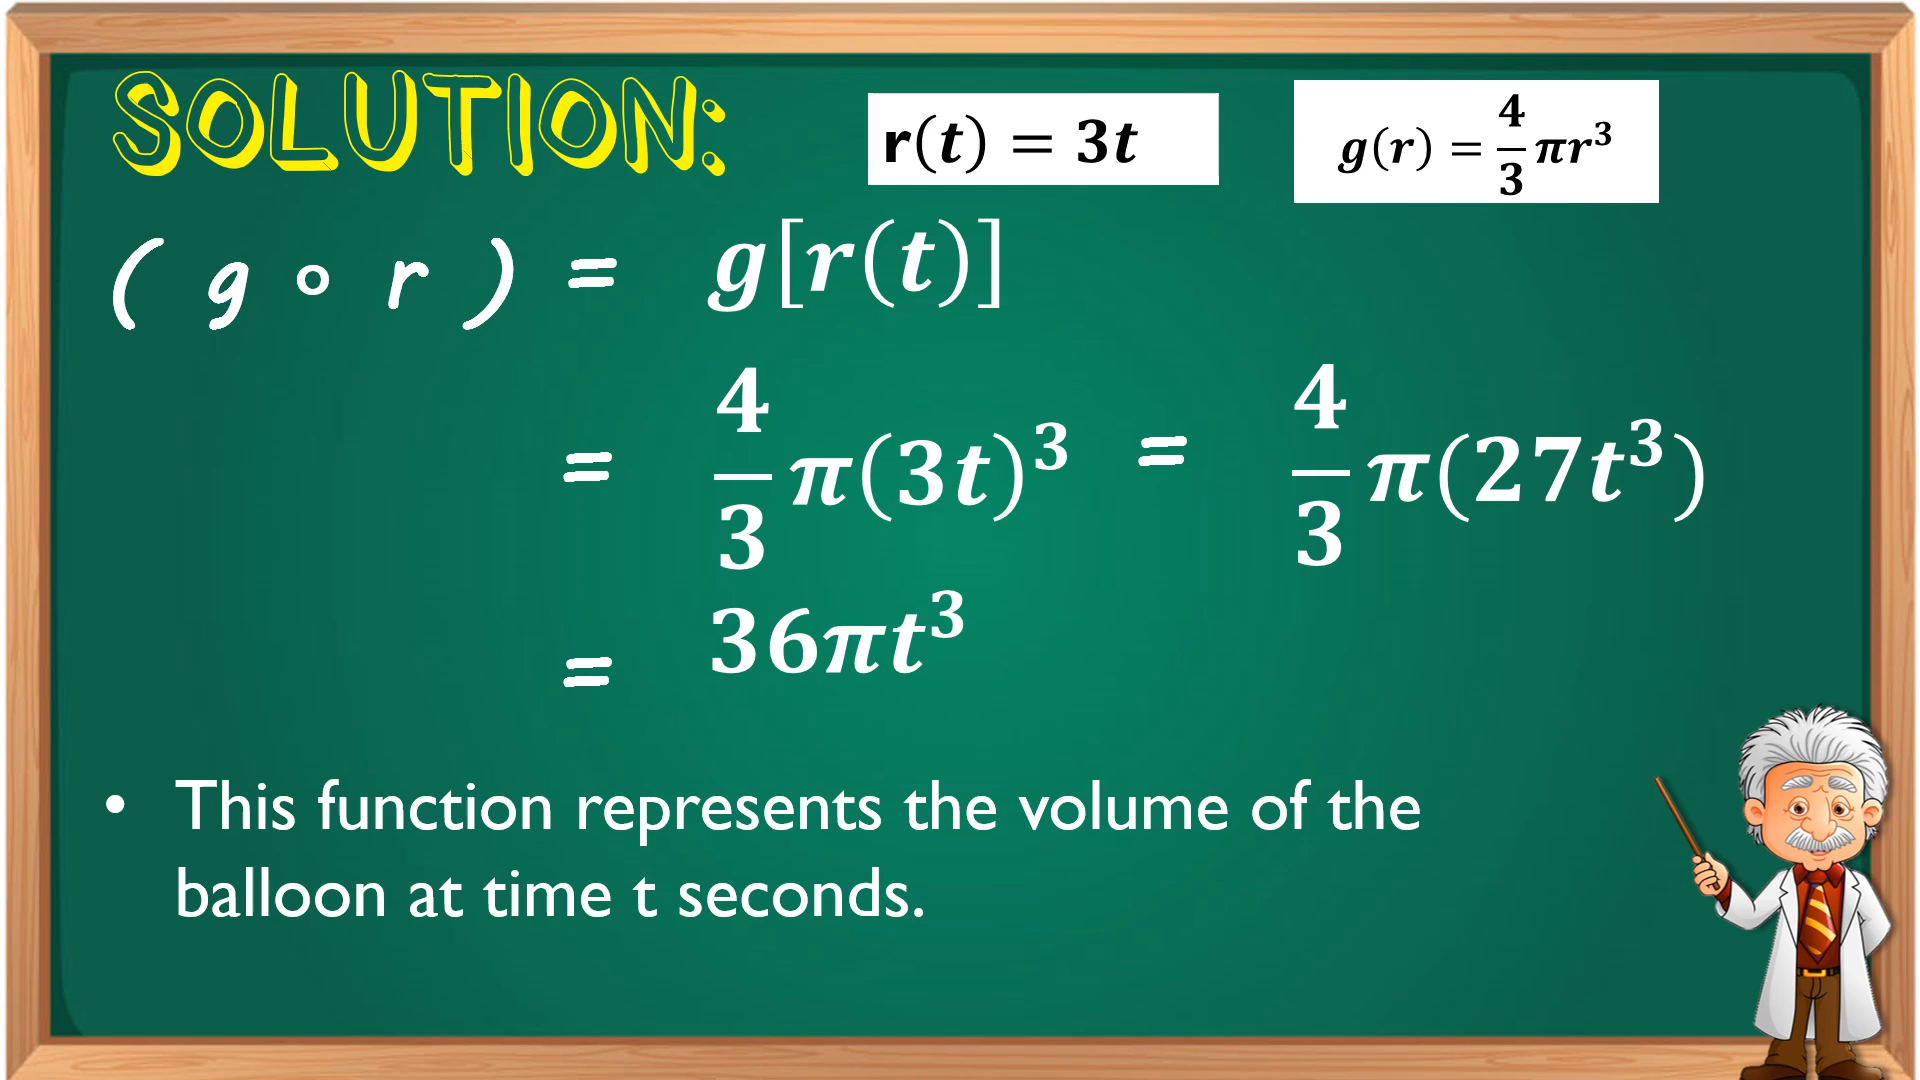 SOLUTION:
r(t) = 3t
g(r) = 4/3 πr³
( g ∘ r ) = g[r(t)]
= 4/3 π(3t)³ = 4/3 π(27t³)
= 36πt³
• This function represents the volume of the
balloon at time t seconds.